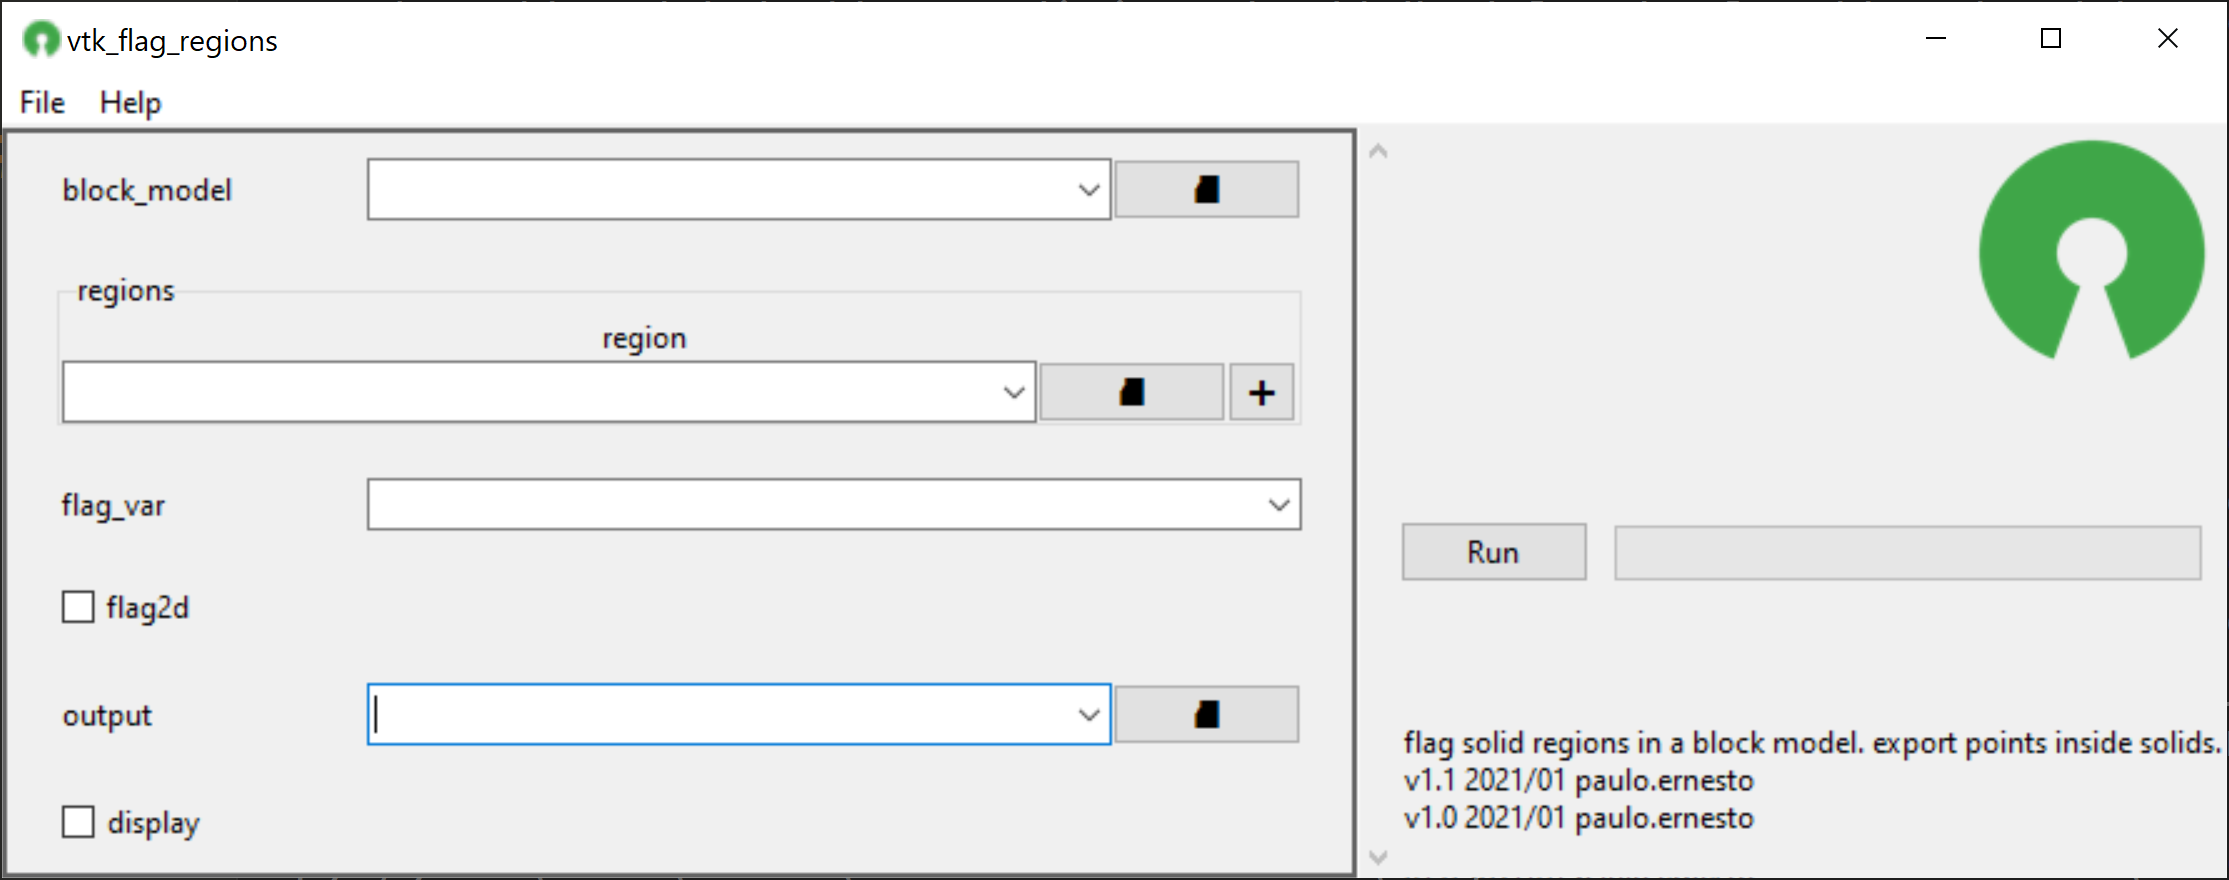 vtk_flag_regions
File Help
block_model
regions
region
+
flag_var
flag2d
output
display
Run
flag solid regions in a block model. export points inside solids.
v1.1 2021/01 paulo.ernesto
v1.0 2021/01 paulo.ernesto